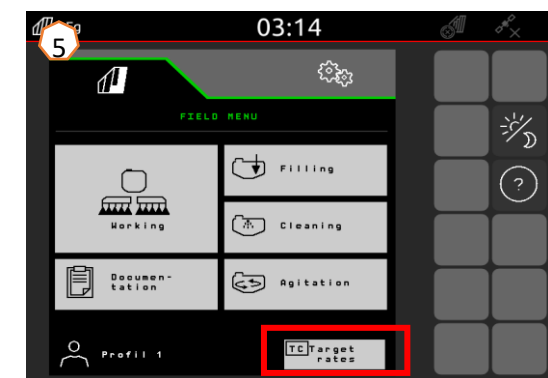 03:14
5
FIELD MENU
Working
Filling
Cleaning
Documen-
tation
Agitation
Profil 1
TC Target
rates
?